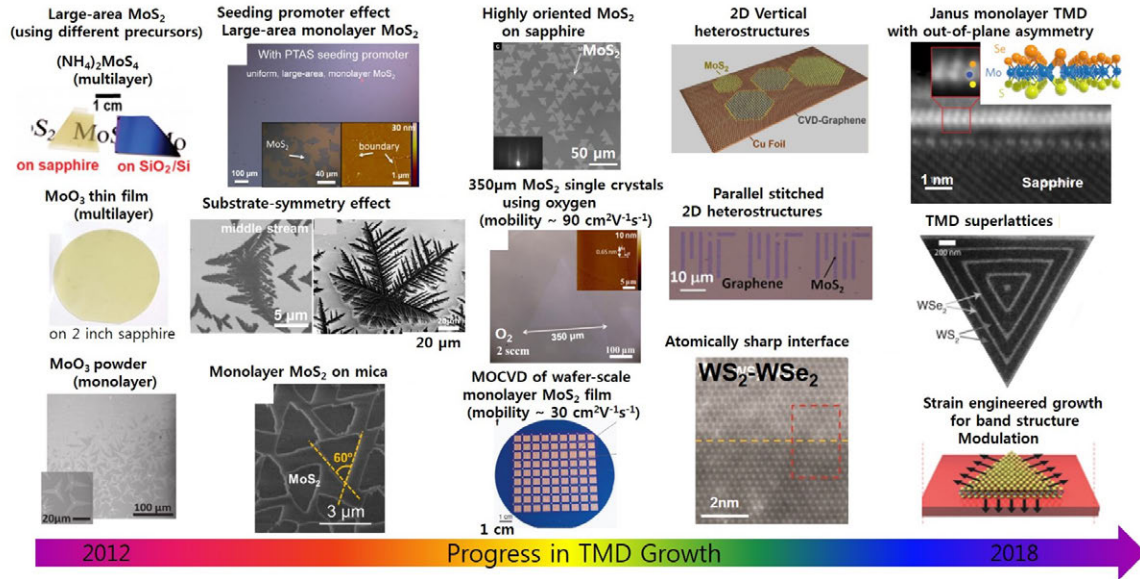 Large-area MoS₂
(using different precursors)
(NH₄)₂MoS₄
(multilayer)
1 cm
on sapphire
on SiO₂/Si
MoO₃ thin film
(multilayer)
on 2 inch sapphire
MoO₃ powder
(monolayer)
20μm
100 μm
Seeding promoter effect
Large-area monolayer MoS₂
With PTAS seeding promoter
uniform, large-area, monolayer MoS₂
MoS₂
boundary
30 nm
100 μm
40 μm
1 μm
Substrate-symmetry effect
middle stream
5 μm
20 μm
20 μm
Monolayer MoS₂ on mica
60°
MoS₂
3 μm
Highly oriented MoS₂
on sapphire
c
MoS₂
50 μm
350μm MoS₂ single crystals
using oxygen
(mobility ~ 90 cm²V⁻¹s⁻¹)
10 nm
0.65 nm
5 μm
O₂
2 sccm
350 μm
100 μm
MOCVD of wafer-scale
monolayer MoS₂ film
(mobility ~ 30 cm²V⁻¹s⁻¹)
1 cm
1 cm
2D Vertical
heterostructures
MoS₂
CVD-Graphene
Cu Foil
Parallel stitched
2D heterostructures
10 μm
Graphene
MoS₂
Atomically sharp interface
WS₂-WSe₂
2nm
Janus monolayer TMD
with out-of-plane asymmetry
Se
Mo
S
1 nm
Sapphire
TMD superlattices
200 nm
WSe₂
WS₂
Strain engineered growth
for band structure
Modulation
2012
Progress in TMD Growth
2018